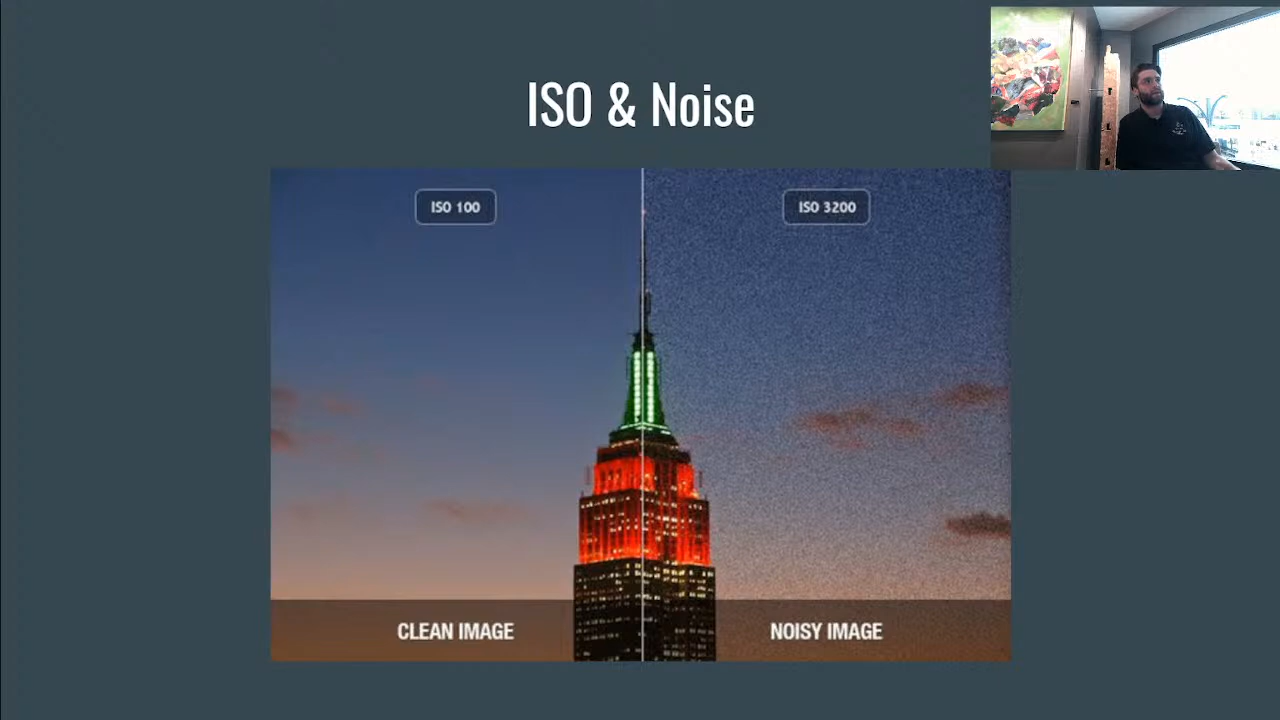 ISO & Noise
ISO 100
ISO 3200
CLEAN IMAGE
NOISY IMAGE